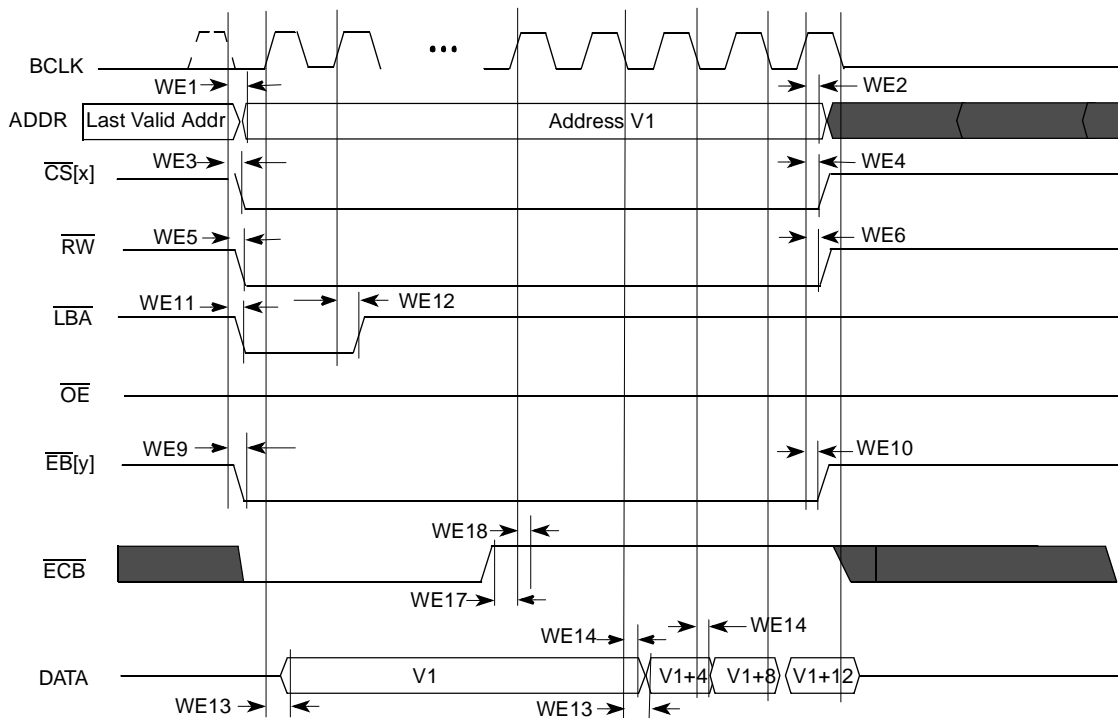 BCLK
...
WE1
WE2
ADDR
Last Valid Addr
Address V1
WE3
WE4
CS[x]
WE5
WE6
RW
WE11
WE12
LBA
OE
WE9
WE10
EB[y]
WE18
ECB
WE17
WE14
WE14
DATA
V1
V1+4
V1+8
V1+12
WE13
WE13